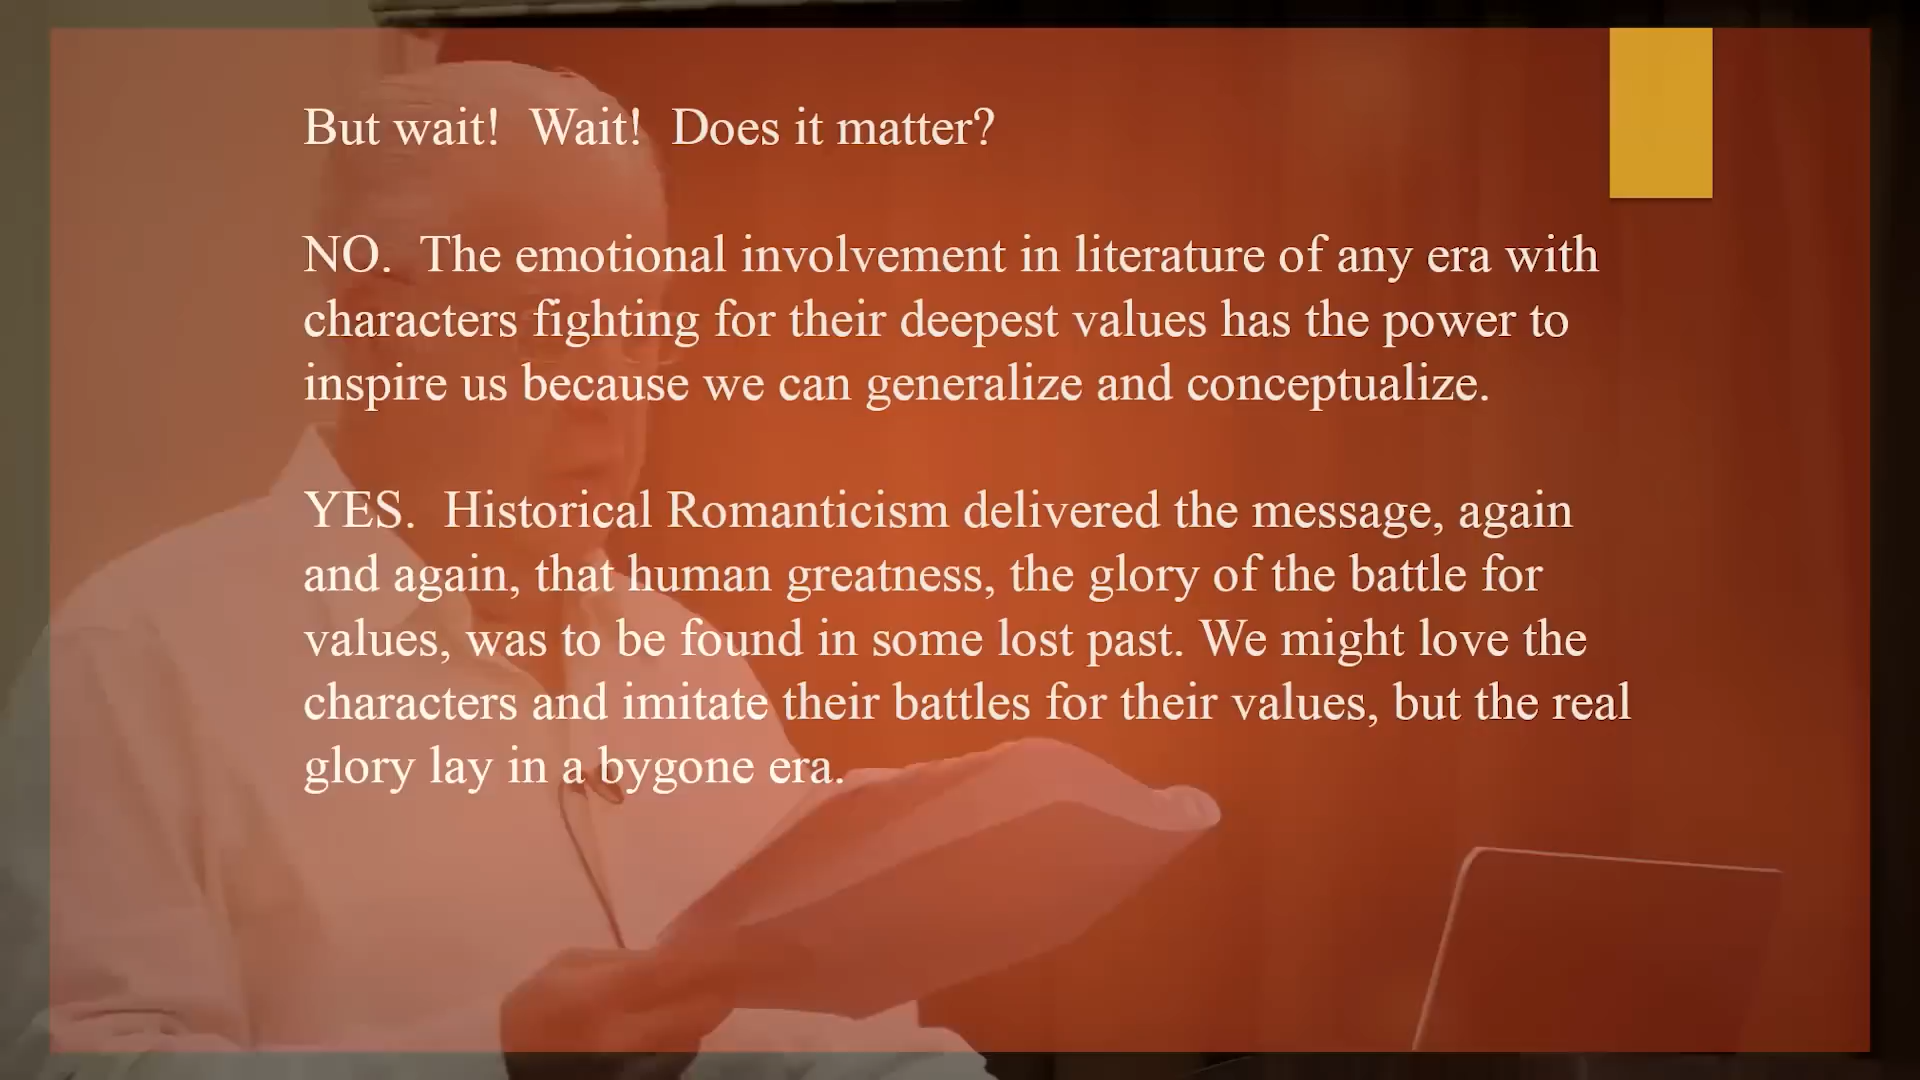 But wait!  Wait!  Does it matter?
NO.  The emotional involvement in literature of any era with
characters fighting for their deepest values has the power to
inspire us because we can generalize and conceptualize.
YES.  Historical Romanticism delivered the message, again
and again, that human greatness, the glory of the battle for
values, was to be found in some lost past. We might love the
characters and imitate their battles for their values, but the real
glory lay in a bygone era.